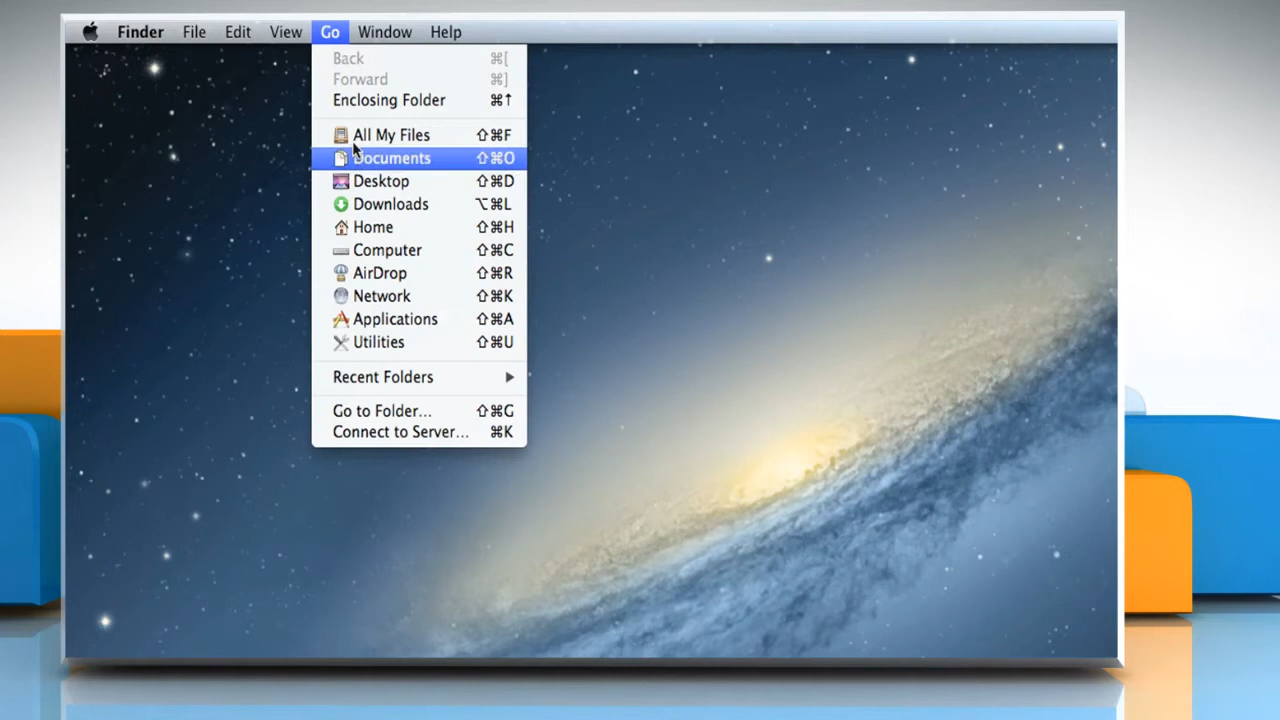 Finder File Edit View Go Window Help
Back ⌘[
Forward ⌘]
Enclosing Folder ⌘↑
All My Files ⇧⌘F
Documents ⇧⌘O
Desktop ⇧⌘D
Downloads ⌥⌘L
Home ⇧⌘H
Computer ⇧⌘C
AirDrop ⇧⌘R
Network ⇧⌘K
Applications ⇧⌘A
Utilities ⇧⌘U
Recent Folders ▶
Go to Folder... ⇧⌘G
Connect to Server... ⌘K